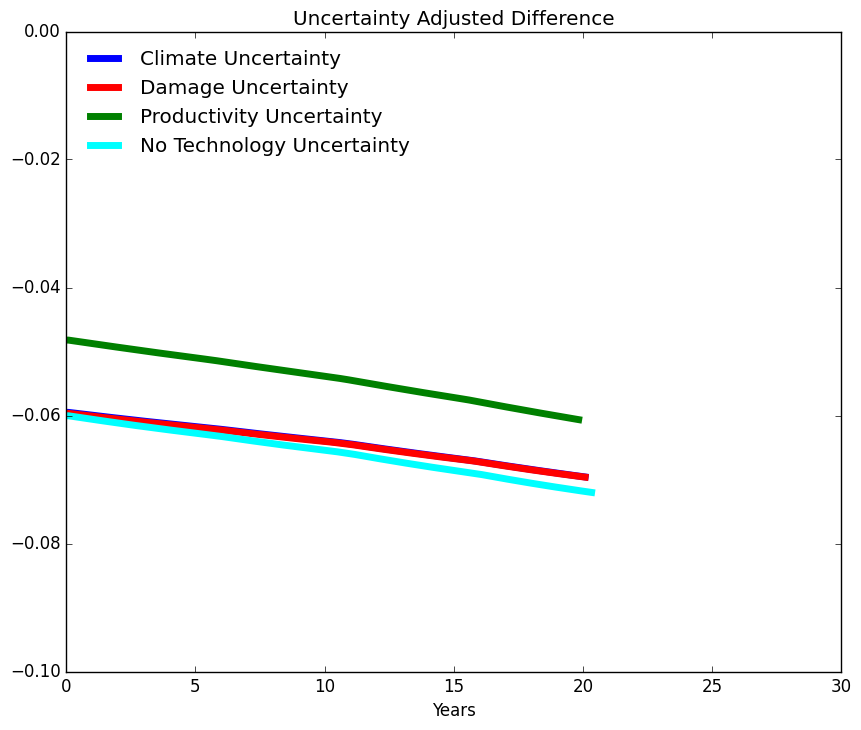 Uncertainty Adjusted Difference
0.00
Climate Uncertainty
Damage Uncertainty
Productivity Uncertainty
No Technology Uncertainty
−0.02
−0.04
−0.06
−0.08
−0.10
0 5 10 15 20 25 30
Years